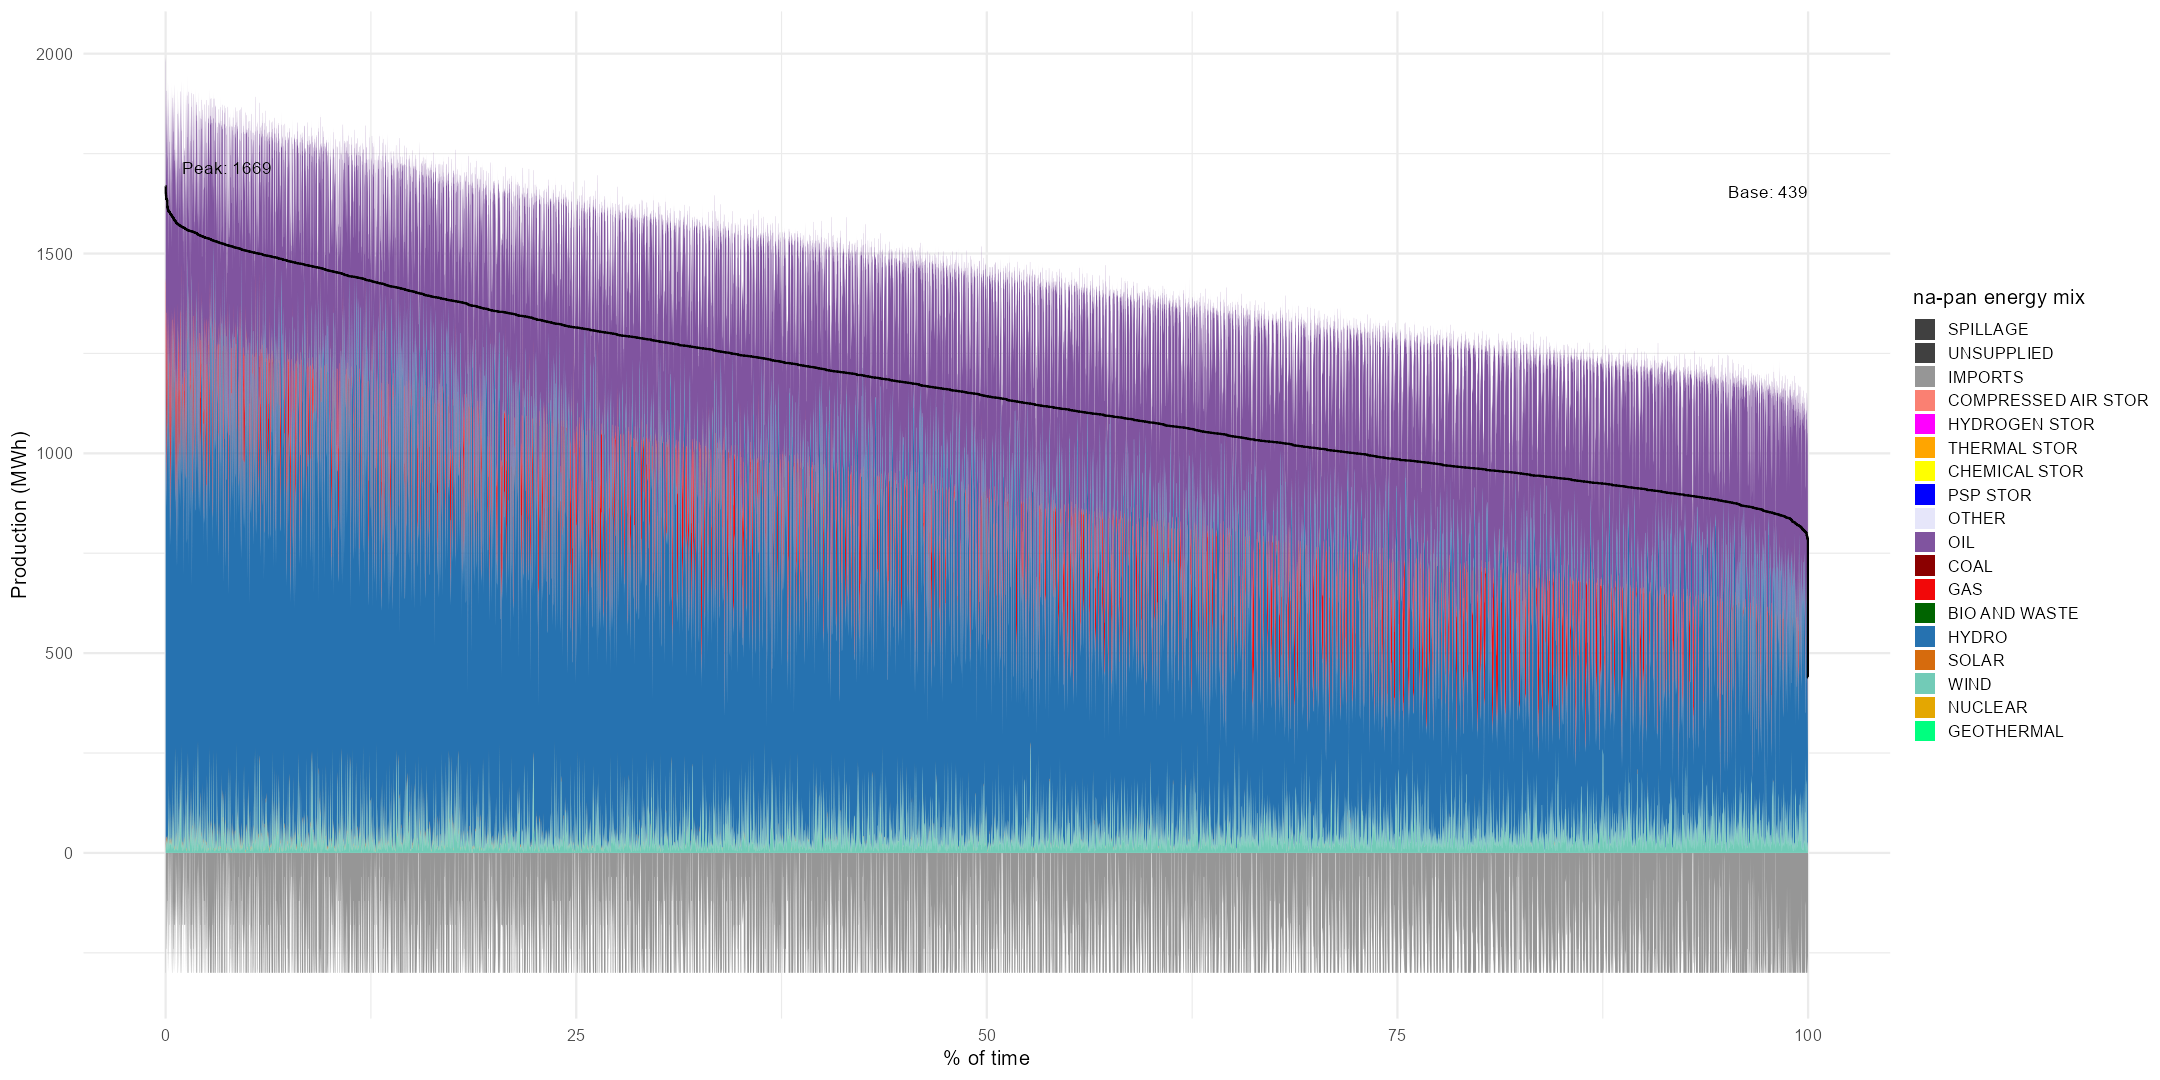 2000
1500
1000
500
0
Production (MWh)
Peak: 1669
Base: 439
0
25
50
75
100
% of time
na-pan energy mix
SPILLAGE
UNSUPPLIED
IMPORTS
COMPRESSED AIR STOR
HYDROGEN STOR
THERMAL STOR
CHEMICAL STOR
PSP STOR
OTHER
OIL
COAL
GAS
BIO AND WASTE
HYDRO
SOLAR
WIND
NUCLEAR
GEOTHERMAL